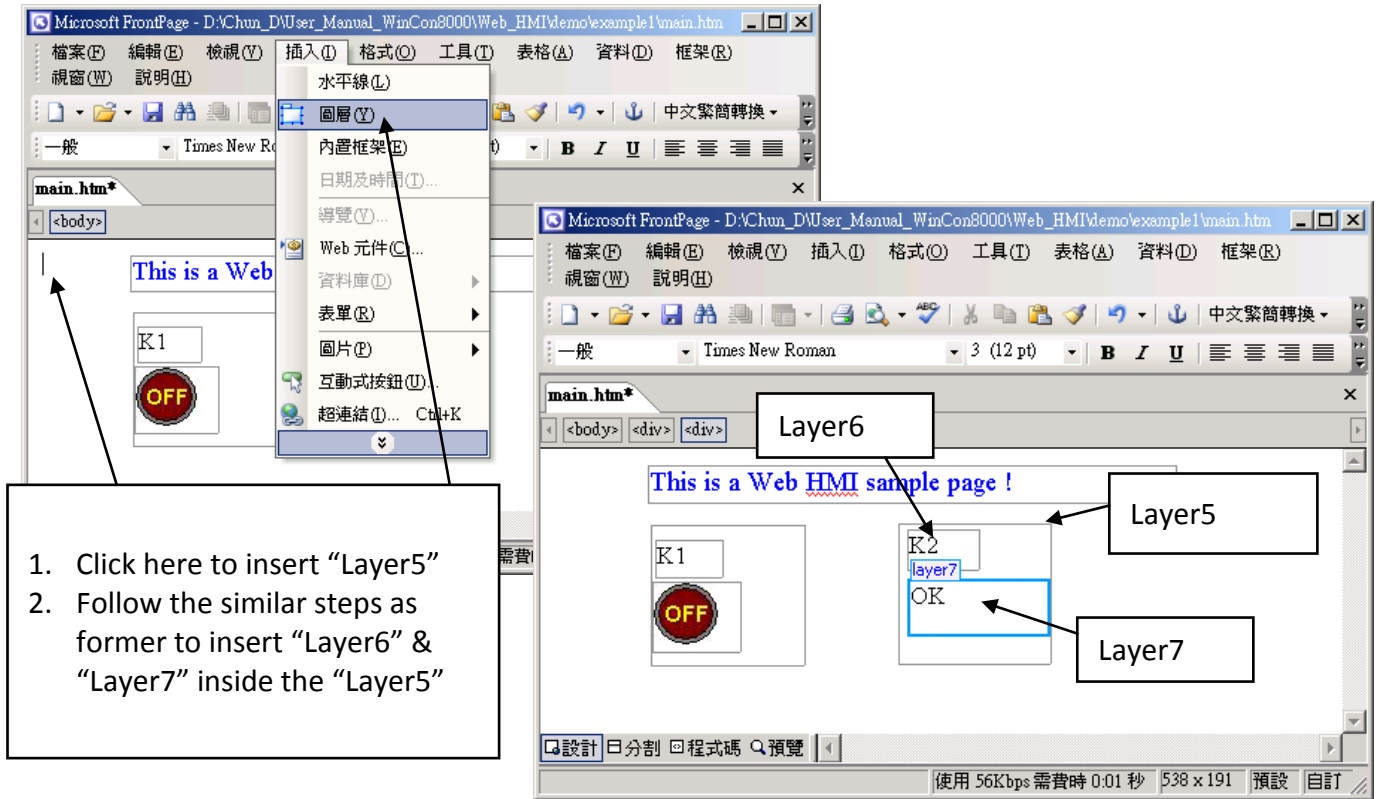 Microsoft FrontPage - D:\Chun_D\User_Manual_WinCon8000\Web_HMI\demo\example1\main.htm
檔案(F) 編輯(E) 檢視(V) 插入(I) 格式(O) 工具(T) 表格(A) 資料(D) 框架(R)
視窗(W) 說明(H)
中文繁簡轉換
一般 Times New Ro t) B I U
main.htm*
<body>
水平線(L)
圖層(Y)
內置框架(E)
日期及時間(T)...
導覽(V)...
Web 元件(C)...
資料庫(D)
表單(R)
圖片(P)
互動式按鈕(U)...
超連結(I)... Ctrl+K
This is a Web
K1
OFF
需費
1. Click here to insert “Layer5”
2. Follow the similar steps as
former to insert “Layer6” &
“Layer7” inside the “Layer5”
Microsoft FrontPage - D:\Chun_D\User_Manual_WinCon8000\Web_HMI\demo\example1\main.htm
檔案(F) 編輯(E) 檢視(V) 插入(I) 格式(O) 工具(T) 表格(A) 資料(D) 框架(R)
視窗(W) 說明(H)
ABC 中文繁簡轉換
一般 Times New Roman 3 (12 pt) B I U
main.htm*
<body> <div> <div>
Layer6
This is a Web HMI sample page !
Layer5
K1
OFF
K2
layer7
OK
Layer7
設計 分割 程式碼 預覽
使用 56Kbps 需費時 0:01 秒 538 x 191 預設 自訂